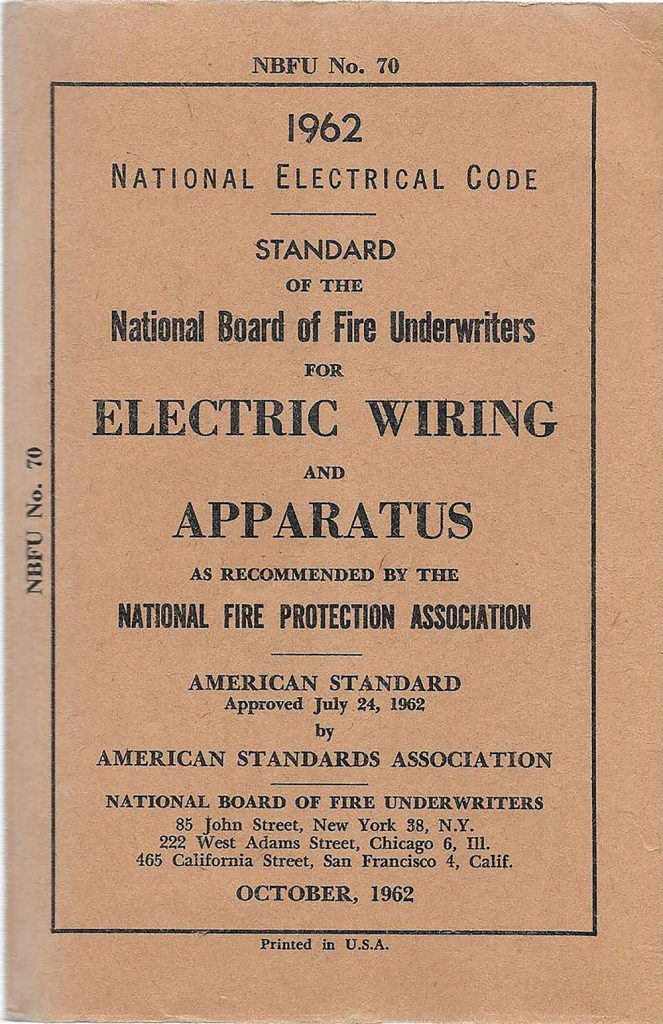 NBFU No. 70
1962
NATIONAL ELECTRICAL CODE
STANDARD
OF THE
National Board of Fire Underwriters
FOR
ELECTRIC WIRING
AND
APPARATUS
AS RECOMMENDED BY THE
NATIONAL FIRE PROTECTION ASSOCIATION
AMERICAN STANDARD
Approved July 24, 1962
by
AMERICAN STANDARDS ASSOCIATION
NATIONAL BOARD OF FIRE UNDERWRITERS
85 John Street, New York 38, N.Y.
222 West Adams Street, Chicago 6, Ill.
465 California Street, San Francisco 4, Calif.
OCTOBER, 1962
Printed in U.S.A.
NBFU No. 70